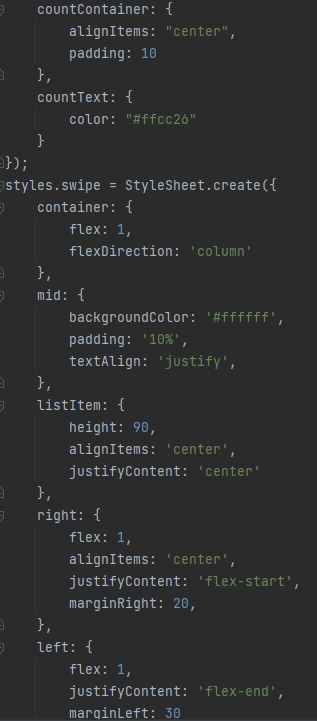 countContainer: {
alignItems: "center",
padding: 10
},
countText: {
color: "#ffcc26"
}
});
styles.swipe = StyleSheet.create({
container: {
flex: 1,
flexDirection: 'column'
},
mid: {
backgroundColor: '#ffffff',
padding: '10%',
textAlign: 'justify',
},
listItem: {
height: 90,
alignItems: 'center',
justifyContent: 'center'
},
right: {
flex: 1,
alignItems: 'center',
justifyContent: 'flex-start',
marginRight: 20,
},
left: {
flex: 1,
justifyContent: 'flex-end',
marginLeft: 30